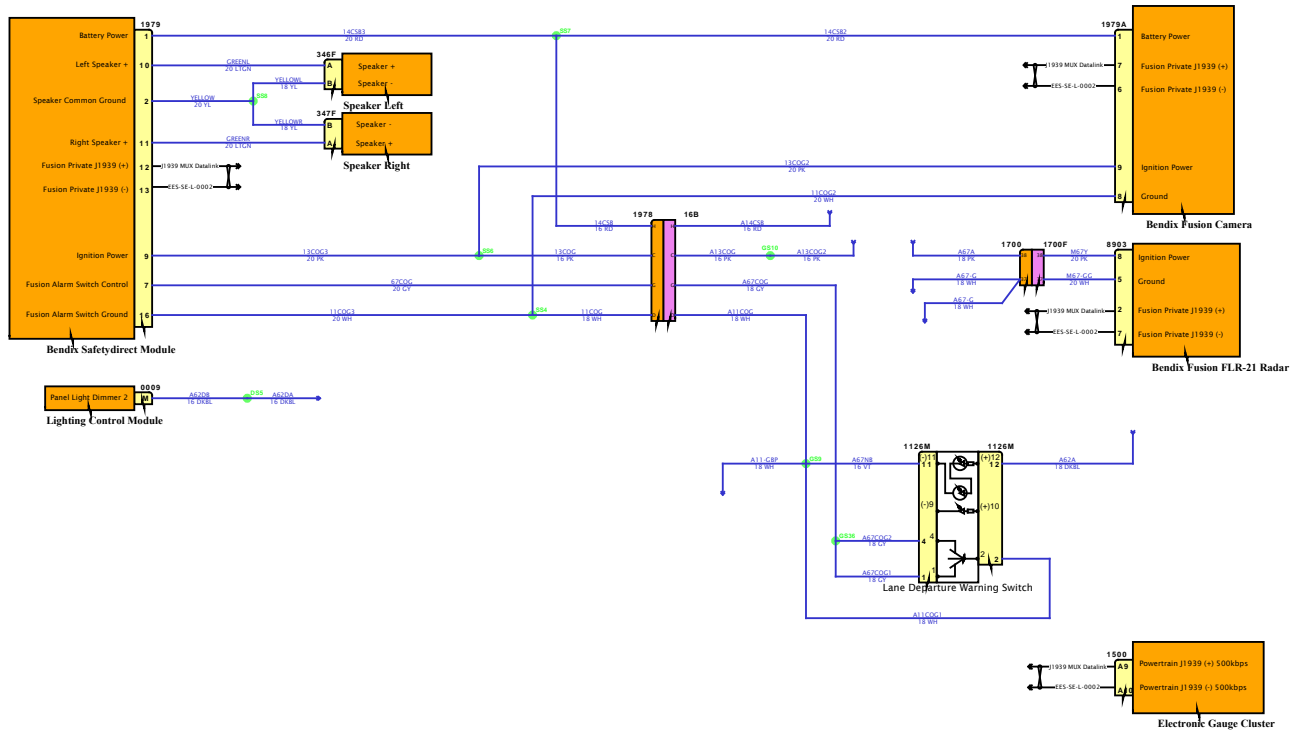 1979
Battery Power
1
14CSB3
20 RD
SS7
14CSB2
20 RD
1979A
1
Battery Power
Left Speaker +
10
GREENL
20 LTGN
346F
A
Speaker +
B
Speaker -
YELLOWL
18 YL
Speaker Left
J1939 MUX Datalink
7
Fusion Private J1939 (+)
EES-SE-L-0002
6
Fusion Private J1939 (-)
Speaker Common Ground
2
YELLOW
20 YL
347F
YELLOWR
18 YL
B
Speaker -
Right Speaker +
11
GREENR
20 LTGN
A
Speaker +
Speaker Right
Fusion Private J1939 (+)
12
J1939 MUX Datalink
Fusion Private J1939 (-)
13
EES-SE-L-0002
13COG2
20 PK
9
Ignition Power
11COG2
20 WH
8
Ground
Bendix Fusion Camera
14CSB
16 RD
1978
16B
A14CSB
16 RD
Ignition Power
9
13COG3
20 PK
13COG
16 PK
C
A13COG
16 PK
GS10
A13COG2
16 PK
Fusion Alarm Switch Control
7
67COG
20 GY
G
A67COG
18 GY
Fusion Alarm Switch Ground
16
11COG3
20 WH
SS4
11COG
18 WH
A11COG
18 WH
Bendix Safetydirect Module
A67A
18 PK
1700
1700F
M67Y
20 PK
8903
8
Ignition Power
A67-G
18 WH
M67-GG
20 WH
5
Ground
A67-G
18 WH
J1939 MUX Datalink
2
Fusion Private J1939 (+)
EES-SE-L-0002
7
Fusion Private J1939 (-)
Bendix Fusion FLR-21 Radar
0009
Panel Light Dimmer 2
M
A62DB
16 DKBL
A62DA
16 DKBL
Lighting Control Module
1126M
1126M
A11-GBP
18 WH
GS9
A67NB
16 VT
(-)11
11
(+)12
12
A62A
18 DKBL
(-)9
(+)10
GS36
A67COG2
18 GY
4
4
2
2
A67COG1
18 GY
1
1
Lane Departure Warning Switch
A11COG1
18 WH
1500
J1939 MUX Datalink
A9
Powertrain J1939 (+) 500kbps
EES-SE-L-0002
A10
Powertrain J1939 (-) 500kbps
Electronic Gauge Cluster